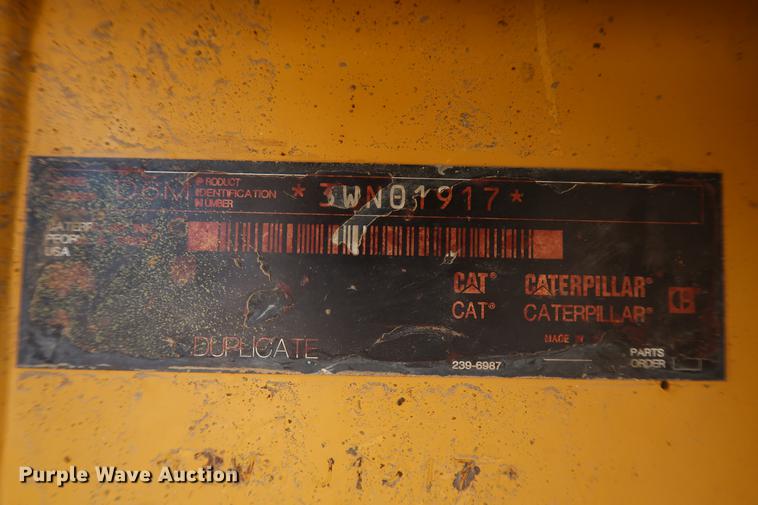 D6M PRODUCT IDENTIFICATION NUMBER *3WN01917*
USA
CAT® CATERPILLAR®
CAT® CATERPILLAR®
MADE IN
DUPLICATE
239-6987
PARTS ORDER
Purple Wave Auction